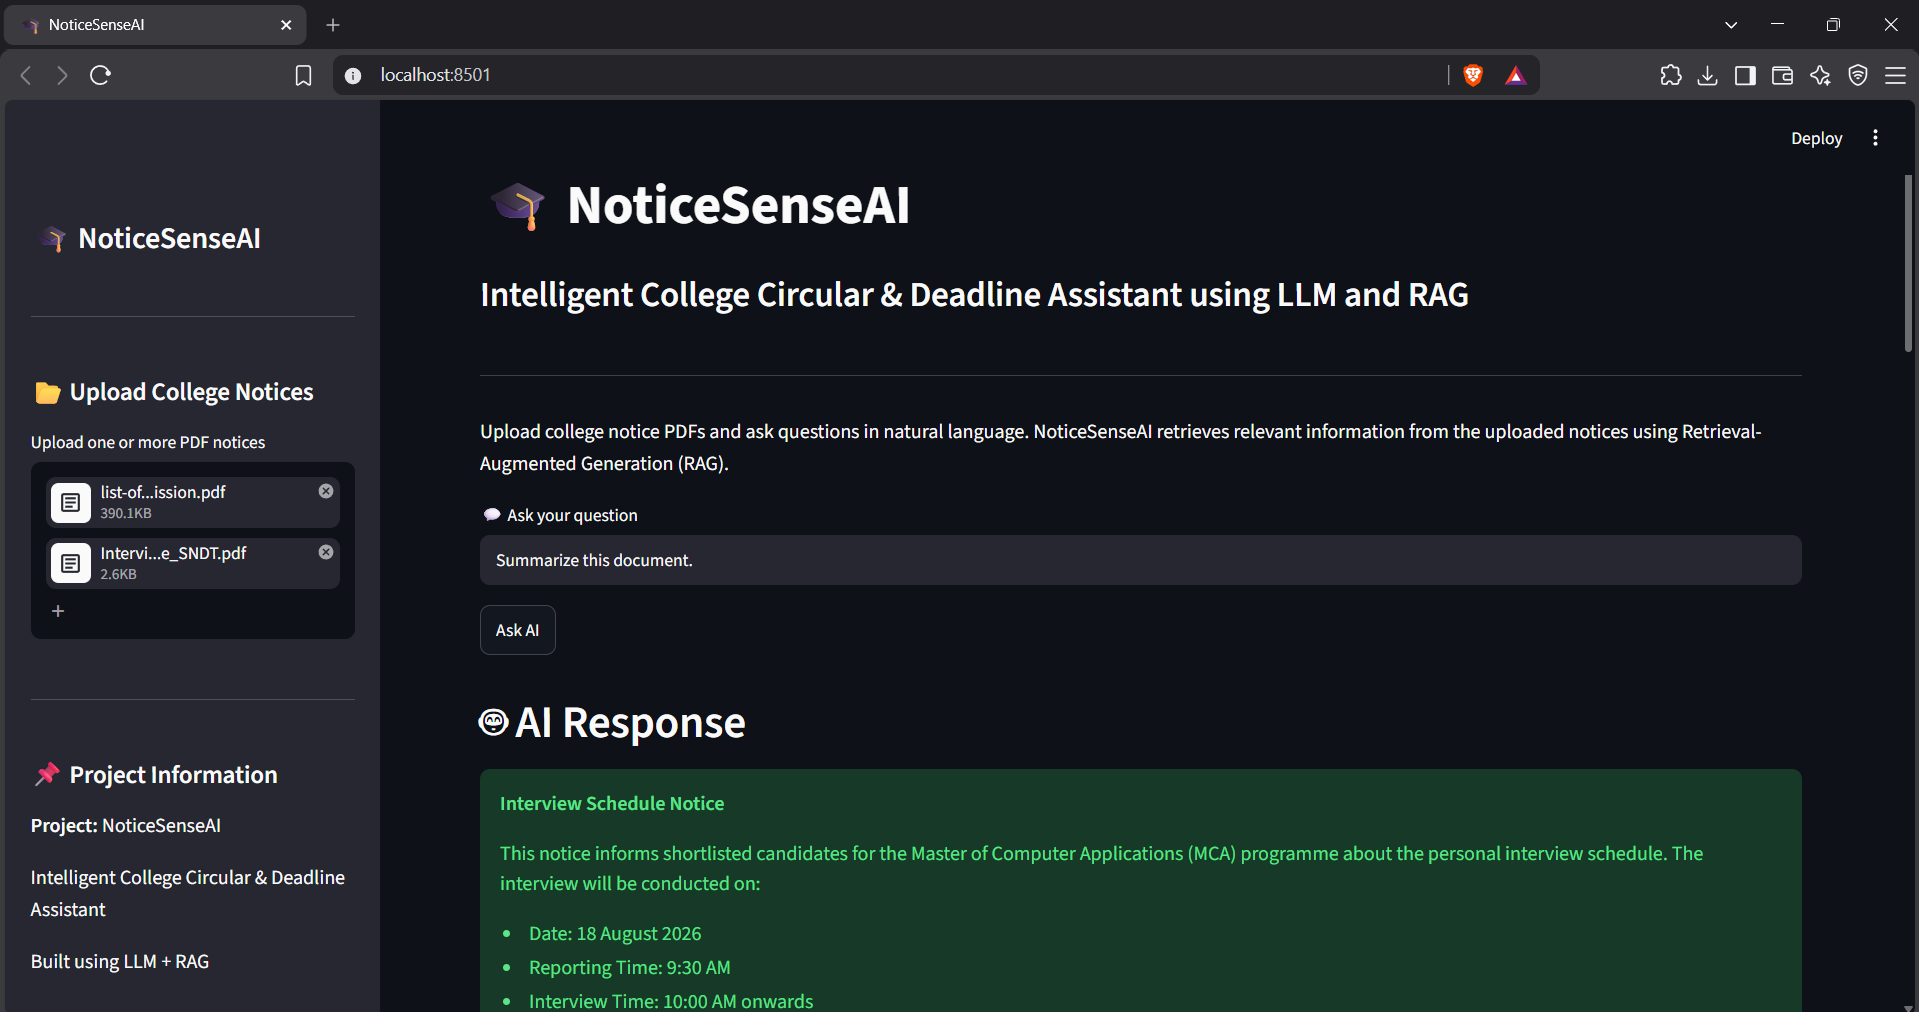 NoticeSenseAI
localhost:8501
Deploy
NoticeSenseAI
Upload College Notices
Upload one or more PDF notices
list-of...ission.pdf
390.1KB
Intervi...e_SNDT.pdf
2.6KB
Project Information
Project: NoticeSenseAI
Intelligent College Circular & Deadline
Assistant
Built using LLM + RAG
NoticeSenseAI
Intelligent College Circular & Deadline Assistant using LLM and RAG
Upload college notice PDFs and ask questions in natural language. NoticeSenseAI retrieves relevant information from the uploaded notices using Retrieval-
Augmented Generation (RAG).
Ask your question
Summarize this document.
Ask AI
AI Response
Interview Schedule Notice
This notice informs shortlisted candidates for the Master of Computer Applications (MCA) programme about the personal interview schedule. The
interview will be conducted on:
• Date: 18 August 2026
• Reporting Time: 9:30 AM
• Interview Time: 10:00 AM onwards